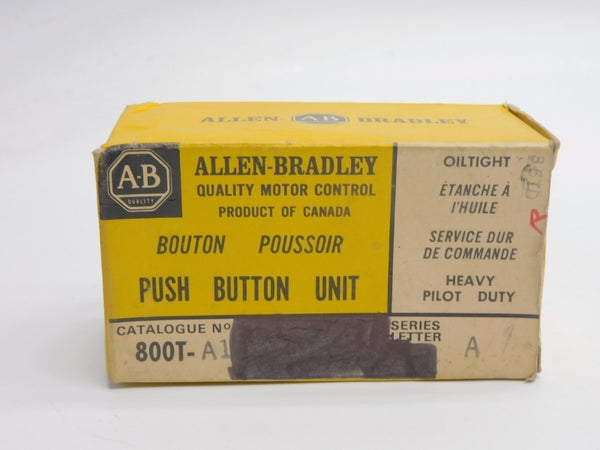 ALLEN-BRADLEY
A-B
QUALITY
ALLEN-BRADLEY
QUALITY MOTOR CONTROL
PRODUCT OF CANADA
BOUTON POUSSOIR
PUSH BUTTON UNIT
OILTIGHT
ÉTANCHE À
l'HUILE
SERVICE DUR
DE COMMANDE
HEAVY
PILOT DUTY
CATALOGUE Nº
800T-A1
SERIES
LETTER
A
R